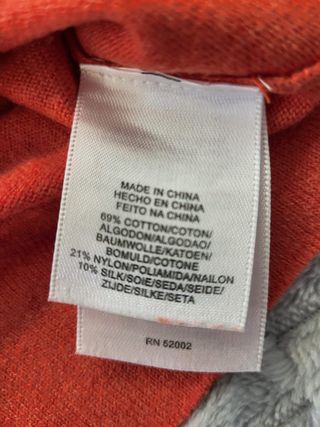 MADE IN CHINA
HECHO EN CHINA
FEITO NA CHINA
69% COTTON/COTON/
ALGODON/ALGODAO/
BAUMWOLLE/KATOEN/
BOMULD/COTONE
21% NYLON/POLIAMIDA/NAILON
10% SILK/SOIE/SEDA/SEIDE/
ZIJDE/SILKE/SETA
RN 52002